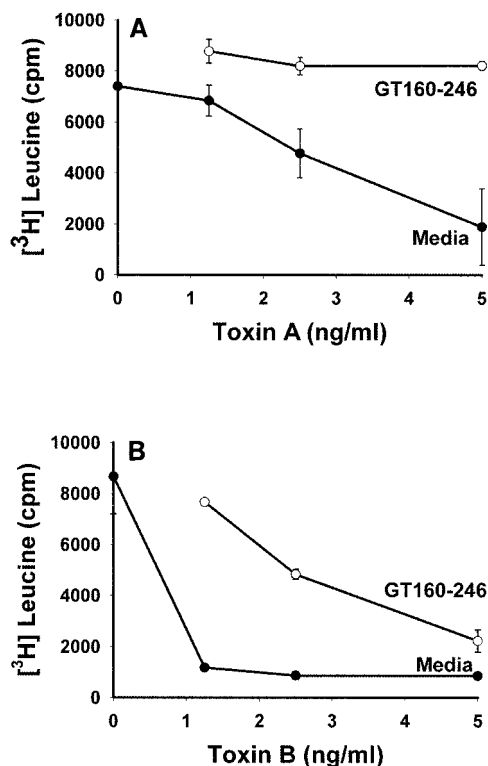 A
10000
8000
6000
4000
2000
0
[³H] Leucine (cpm)
GT160-246
Media
0 1 2 3 4 5
Toxin A (ng/ml)
B
10000
8000
6000
4000
2000
0
[³H] Leucine (cpm)
GT160-246
Media
0 1 2 3 4 5
Toxin B (ng/ml)